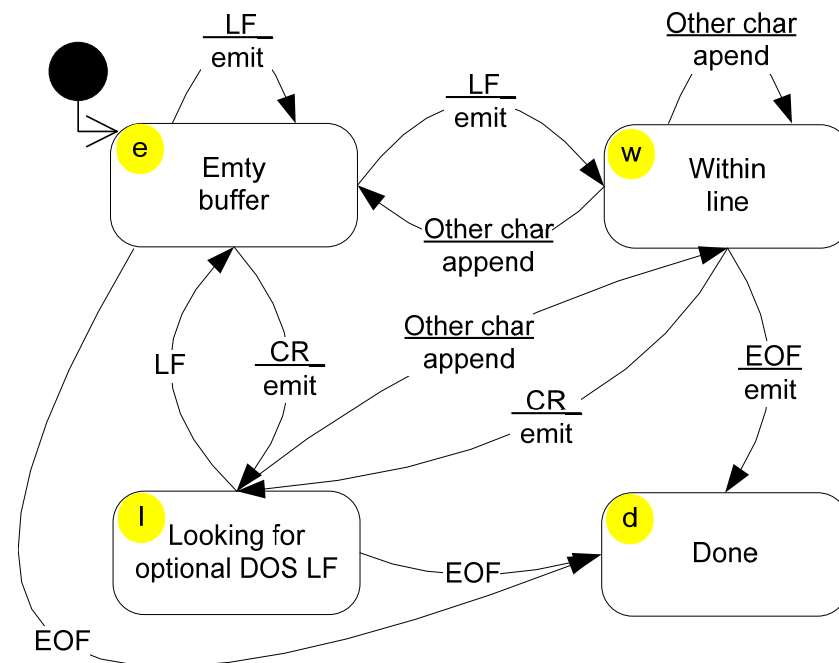 LF
emit
Other char
apend
LF
emit
e
Emty
buffer
w
Within
line
Other char
append
Other char
append
LF
CR
emit
EOF
emit
CR
emit
l
Looking for
optional DOS LF
d
Done
EOF
EOF